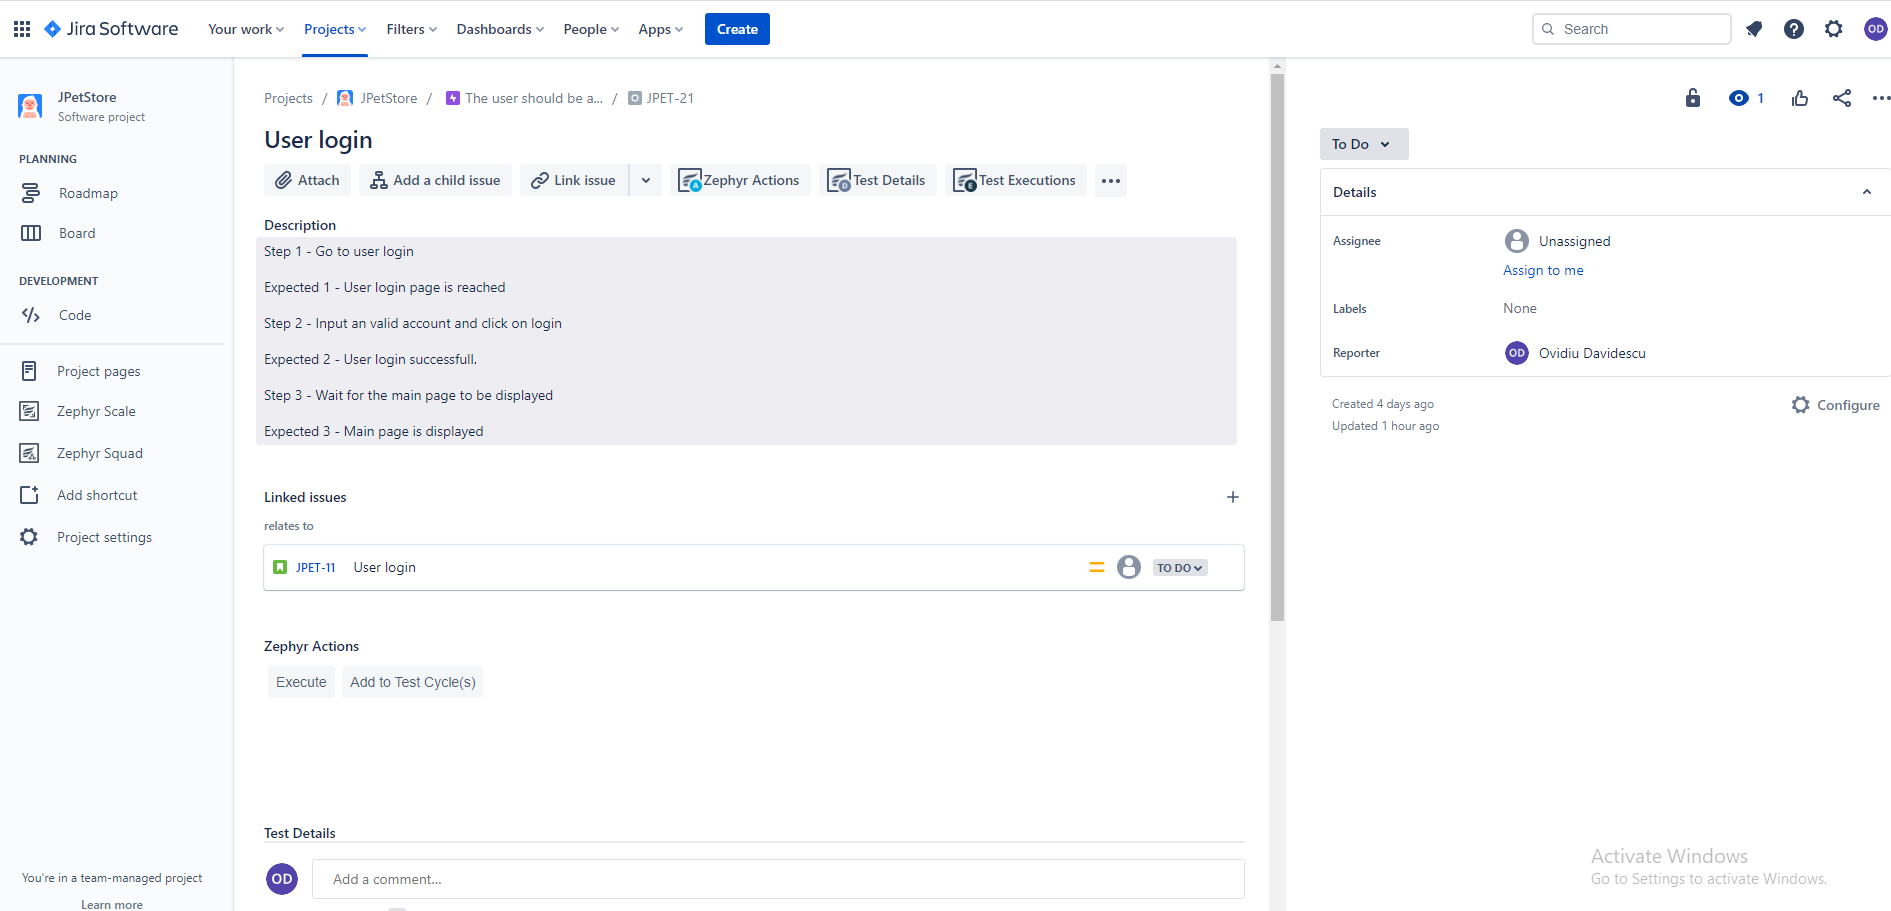 Jira Software Your work Projects Filters Dashboards People Apps Create Search OD
JPetStore
Software project
PLANNING
Roadmap
Board
DEVELOPMENT
Code
Project pages
Zephyr Scale
Zephyr Squad
Add shortcut
Project settings
You're in a team-managed project
Learn more
Projects / JPetStore / The user should be a... / JPET-21
User login
Attach Add a child issue Link issue Zephyr Actions Test Details Test Executions
Description
Step 1 - Go to user login
Expected 1 - User login page is reached
Step 2 - Input an valid account and click on login
Expected 2 - User login successfull.
Step 3 - Wait for the main page to be displayed
Expected 3 - Main page is displayed
Linked issues
relates to
JPET-11 User login TO DO
Zephyr Actions
Execute Add to Test Cycle(s)
Test Details
OD Add a comment...
1
To Do
Details
Assignee Unassigned
Assign to me
Labels None
Reporter OD Ovidiu Davidescu
Created 4 days ago Configure
Updated 1 hour ago
Activate Windows
Go to Settings to activate Windows.